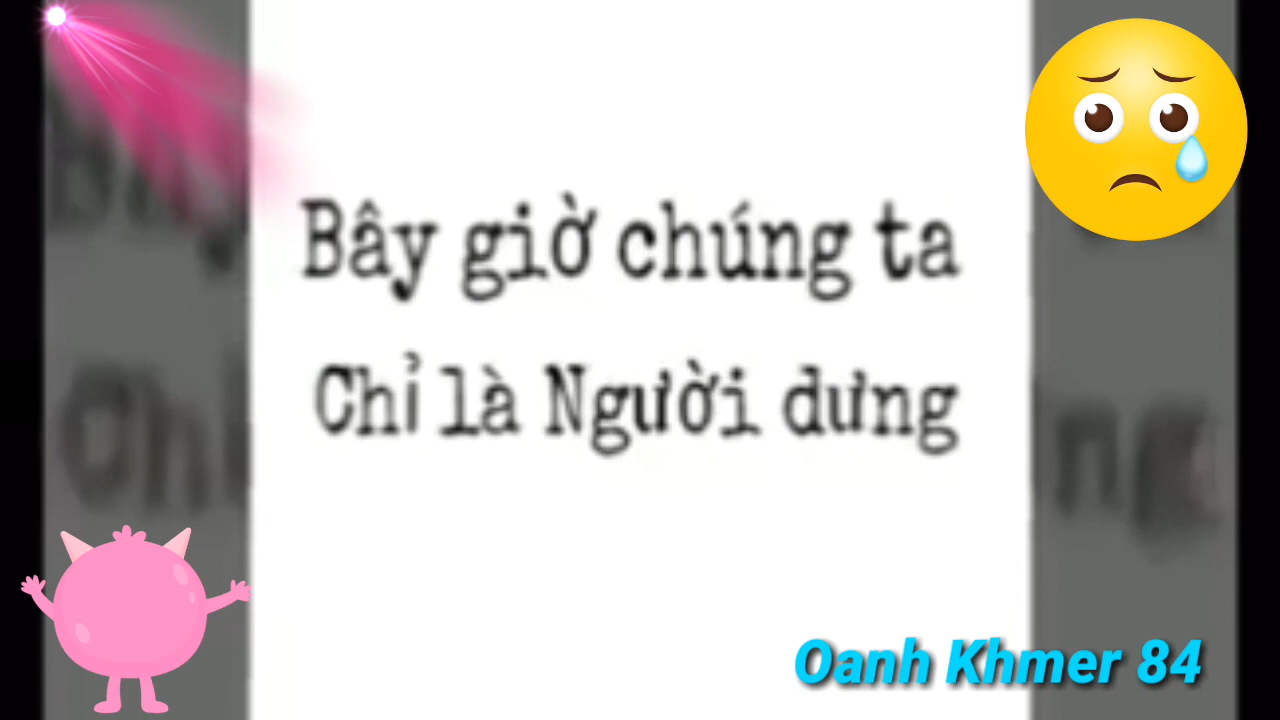 Bây giờ chúng ta
Chỉ là Người dưng
Oanh Khmer 84